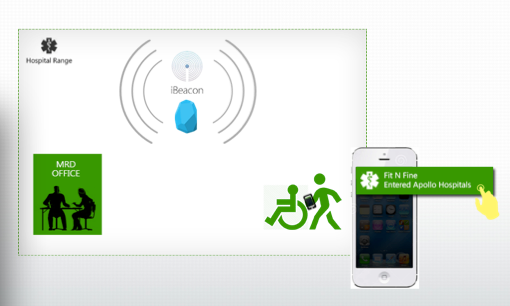 Hospital Range
iBeacon
MRD
OFFICE
Fit N Fine
Entered Apollo Hospitals